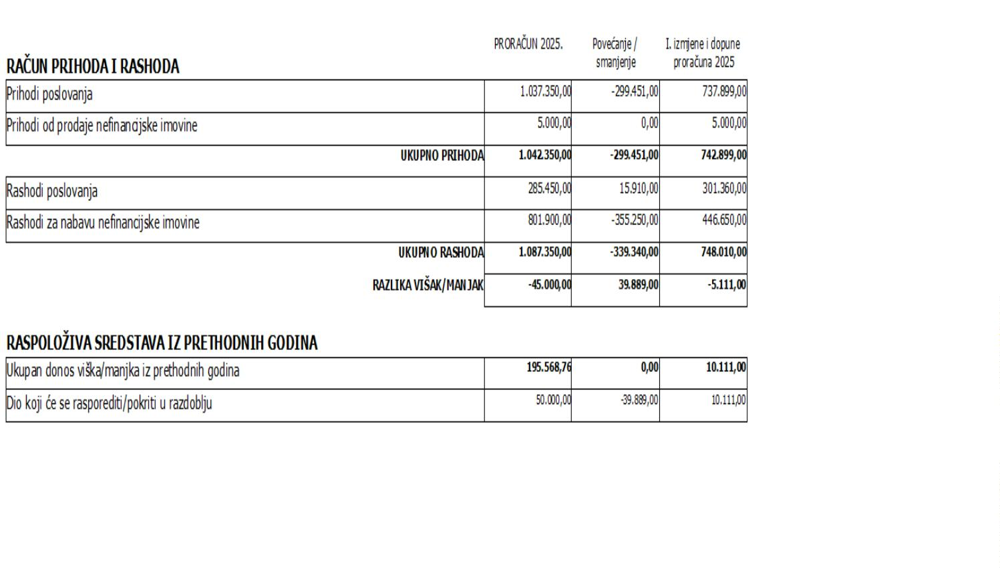 PRORAČUN 2025. Povećanje / I. izmjene i dopune
smanjenje proračuna 2025
RAČUN PRIHODA I RASHODA
Prihodi poslovanja 1.037.350,00 -299.451,00 737.899,00
Prihodi od prodaje nefinancijske imovine 5.000,00 0,00 5.000,00
UKUPNO PRIHODA 1.042.350,00 -299.451,00 742.899,00
Rashodi poslovanja 285.450,00 15.910,00 301.360,00
Rashodi za nabavu nefinancijske imovine 801.900,00 -355.250,00 446.650,00
UKUPNO RASHODA 1.087.350,00 -339.340,00 748.010,00
RAZLIKA VIŠAK/MANJAK -45.000,00 39.889,00 -5.111,00
RASPOLOŽIVA SREDSTAVA IZ PRETHODNIH GODINA
Ukupan donos viška/manjka iz prethodnih godina 195.568,76 0,00 10.111,00
Dio koji će se rasporediti/pokriti u razdoblju 50.000,00 -39.889,00 10.111,00